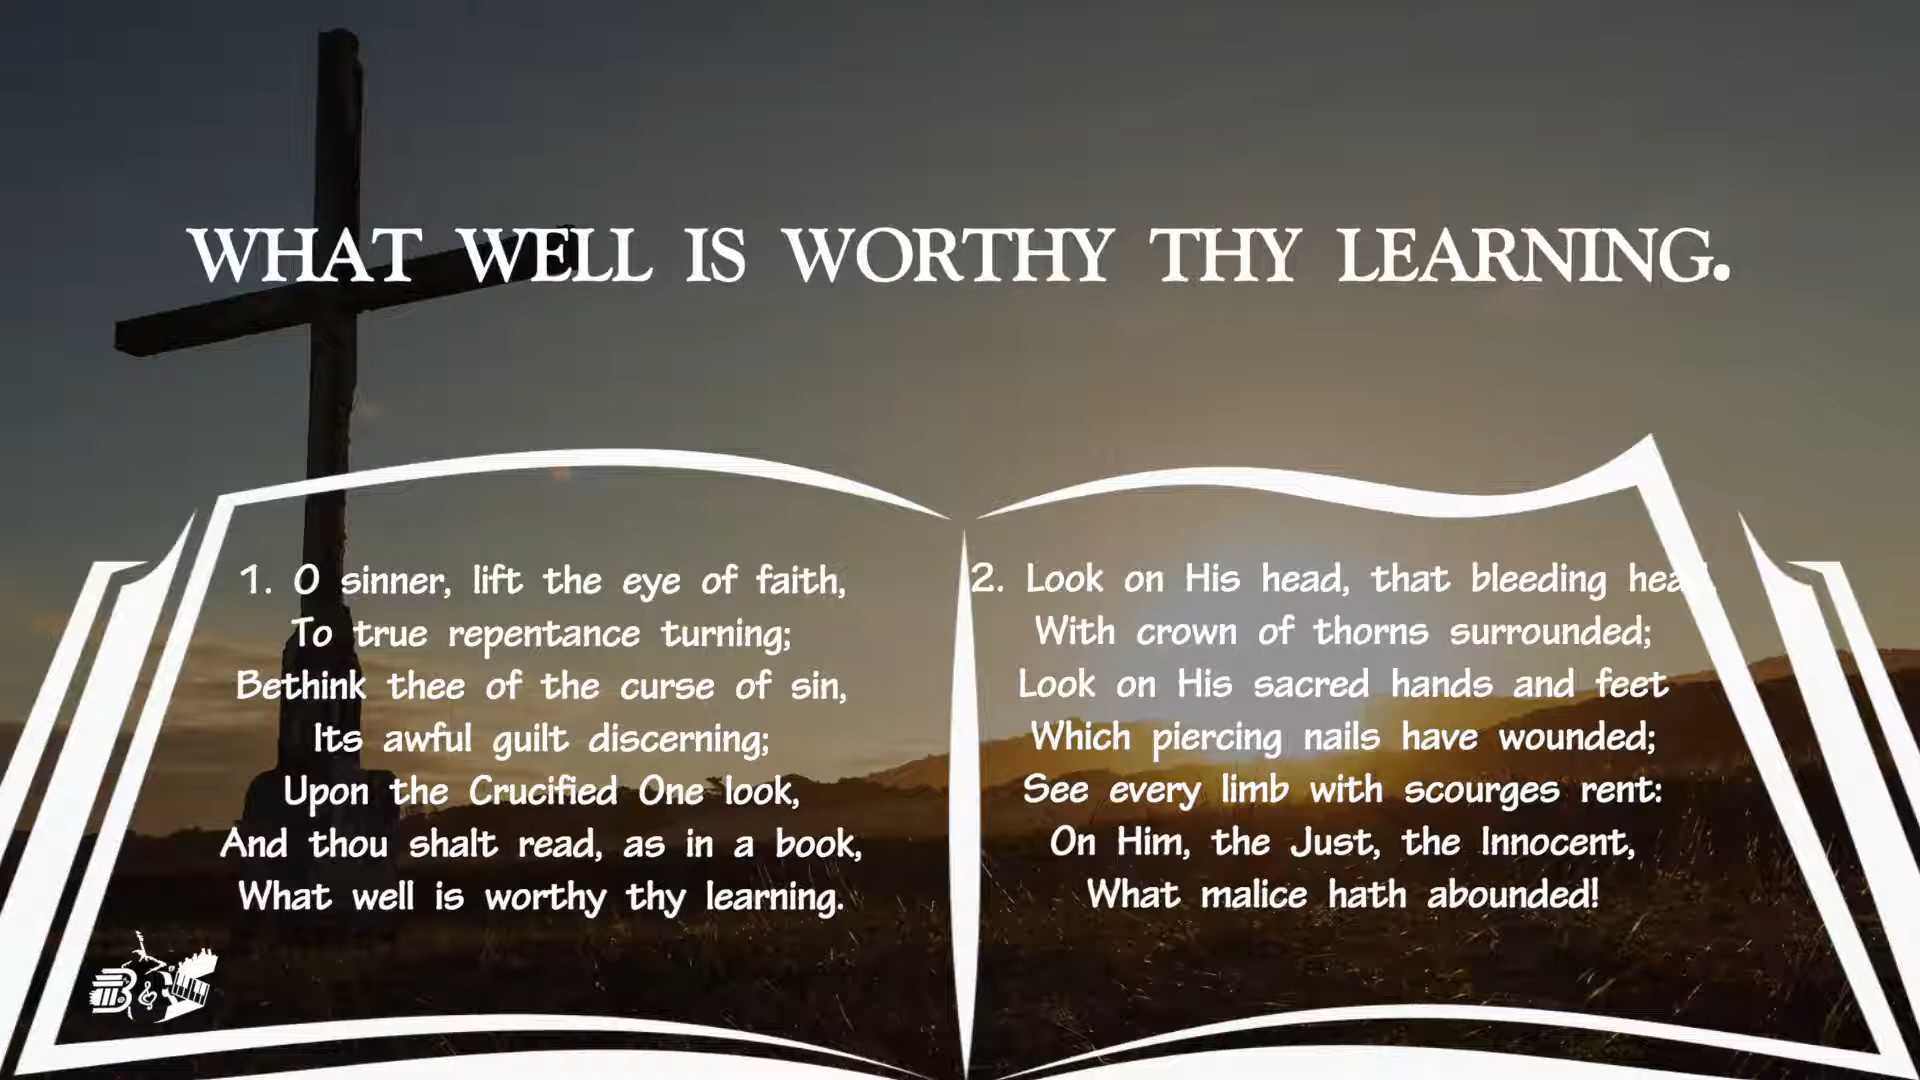 WHAT WELL IS WORTHY THY LEARNING.
1. O sinner, lift the eye of faith,
To true repentance turning;
Bethink thee of the curse of sin,
Its awful guilt discerning;
Upon the Crucified One look,
And thou shalt read, as in a book,
What well is worthy thy learning.
2. Look on His head, that bleeding head,
With crown of thorns surrounded;
Look on His sacred hands and feet
Which piercing nails have wounded;
See every limb with scourges rent:
On Him, the Just, the Innocent,
What malice hath abounded!